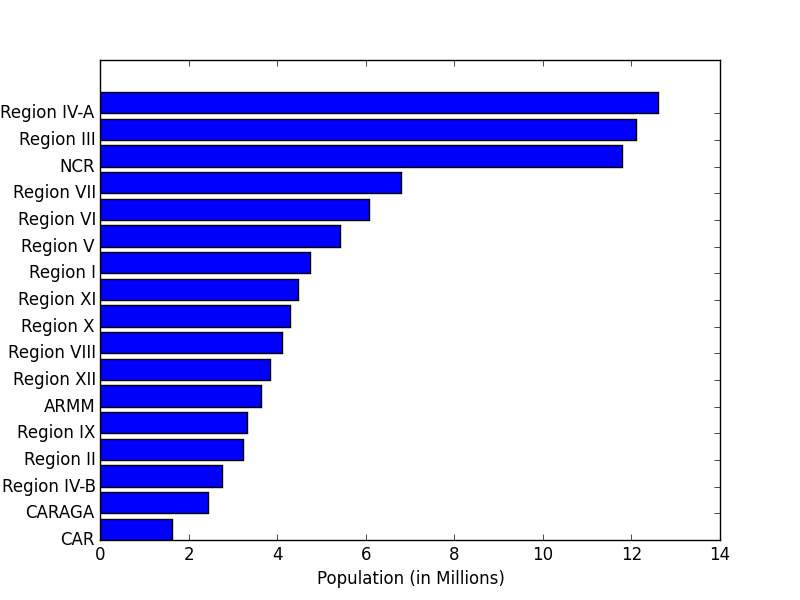 Region IV-A
Region III
NCR
Region VII
Region VI
Region V
Region I
Region XI
Region X
Region VIII
Region XII
ARMM
Region IX
Region II
Region IV-B
CARAGA
CAR
0 2 4 6 8 10 12 14
Population (in Millions)